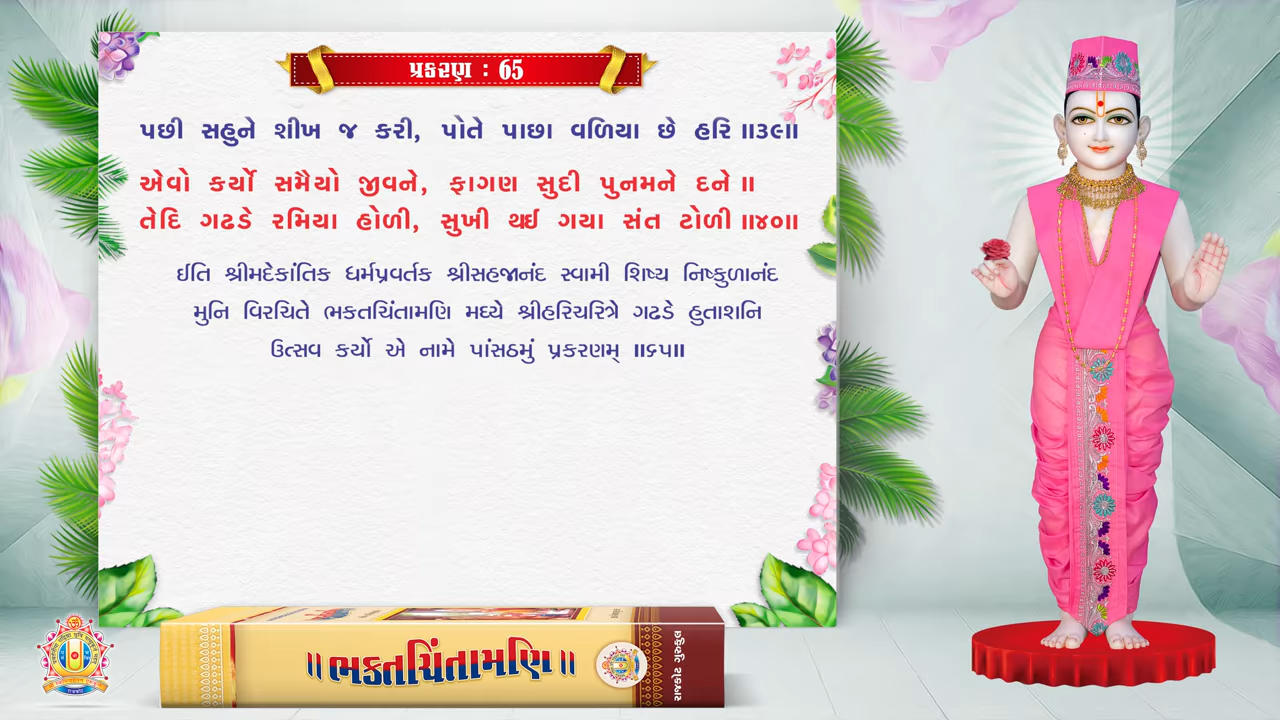 પ્રકરણ : 65
પછી સહુને શીખ જ કરી, પોતે પાછા વળિયા છે હરિ ॥૩૯॥
એવો કર્યો સમૈયો જીવને, ફાગણ સુદી પુનમને દને ॥
તેદિ ગઢડે રમિયા હોળી, સુખી થઈ ગયા સંત ટોળી ॥૪૦॥
ઈતિ શ્રીમદેકાંતિક ધર્મપ્રવર્તક શ્રીસહજાનંદ સ્વામી શિષ્ય નિષ્કુળાનંદ
મુનિ વિરચિતે ભક્તચિંતામણિ મધ્યે શ્રીહરિચરિત્રે ગઢડે હુતાશનિ
ઉત્સવ કર્યો એ નામે પાંસઠમું પ્રકરણમ્ ॥૬૫॥
॥ ભક્તચિંતામણિ ॥
રાજકોટ ગુરુકુલ